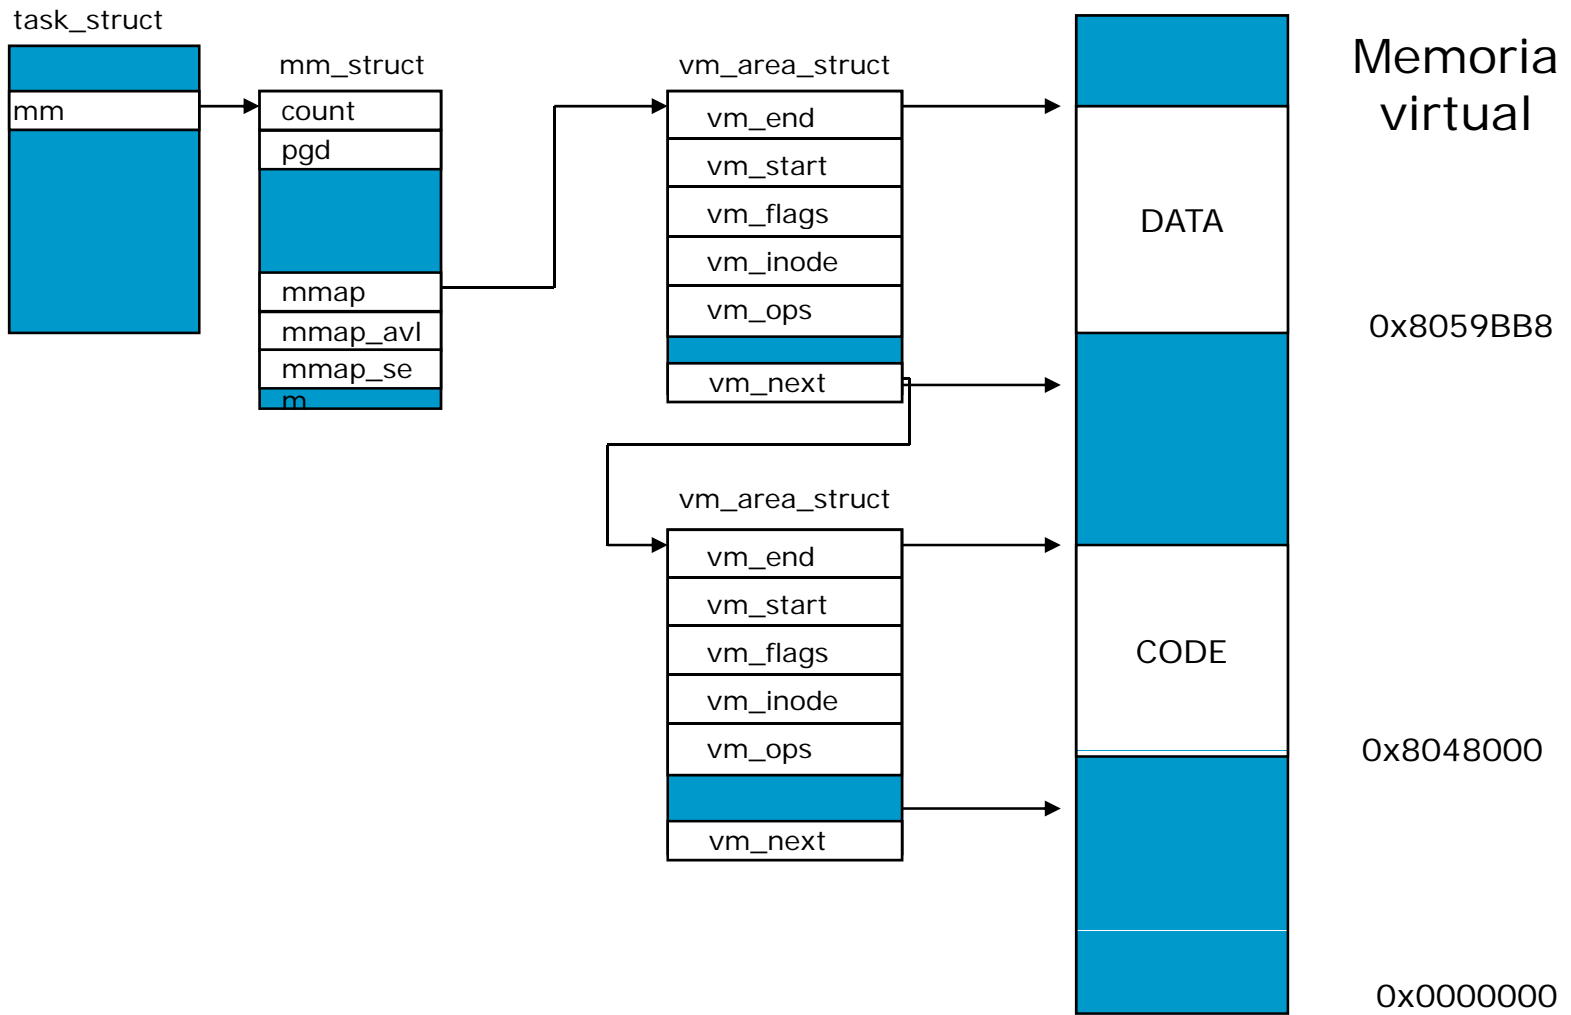 task_struct
mm
mm_struct
count
pgd
mmap
mmap_avl
mmap_se
m
vm_area_struct
vm_end
vm_start
vm_flags
vm_inode
vm_ops
vm_next
vm_area_struct
vm_end
vm_start
vm_flags
vm_inode
vm_ops
vm_next
DATA
CODE
Memoria
virtual
0x8059BB8
0x8048000
0x0000000